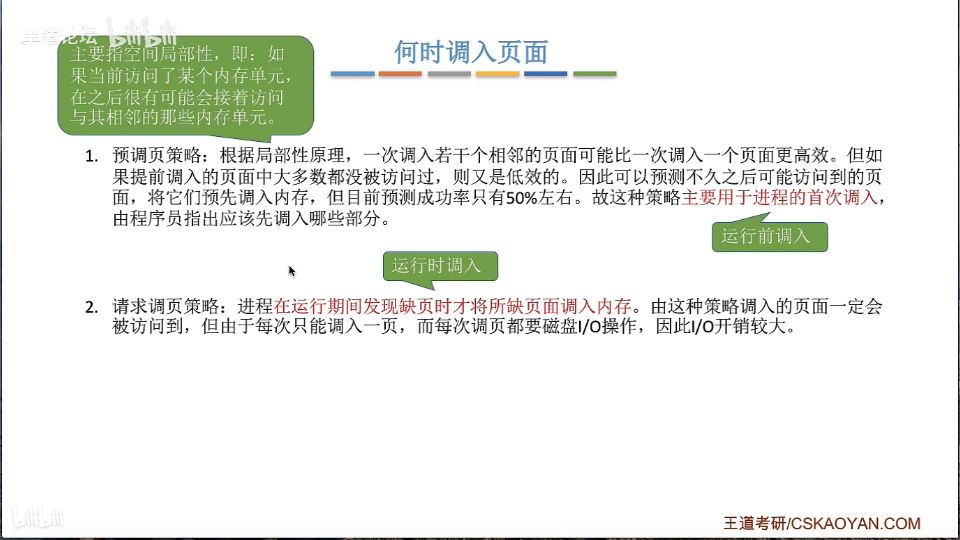 王道论坛 bilibili
何时调入页面
主要指空间局部性，即：如
果当前访问了某个内存单元，
在之后很有可能会接着访问
与其相邻的那些内存单元。
1. 预调页策略：根据局部性原理，一次调入若干个相邻的页面可能比一次调入一个页面更高效。但如
果提前调入的页面中大多数都没被访问过，则又是低效的。因此可以预测不久之后可能访问到的页
面，将它们预先调入内存，但目前预测成功率只有50%左右。故这种策略主要用于进程的首次调入，
由程序员指出应该先调入哪些部分。
运行前调入
运行时调入
2. 请求调页策略：进程在运行期间发现缺页时才将所缺页面调入内存。由这种策略调入的页面一定会
被访问到，但由于每次只能调入一页，而每次调页都要磁盘I/O操作，因此I/O开销较大。
bilibili
王道考研/CSKAOYAN.COM